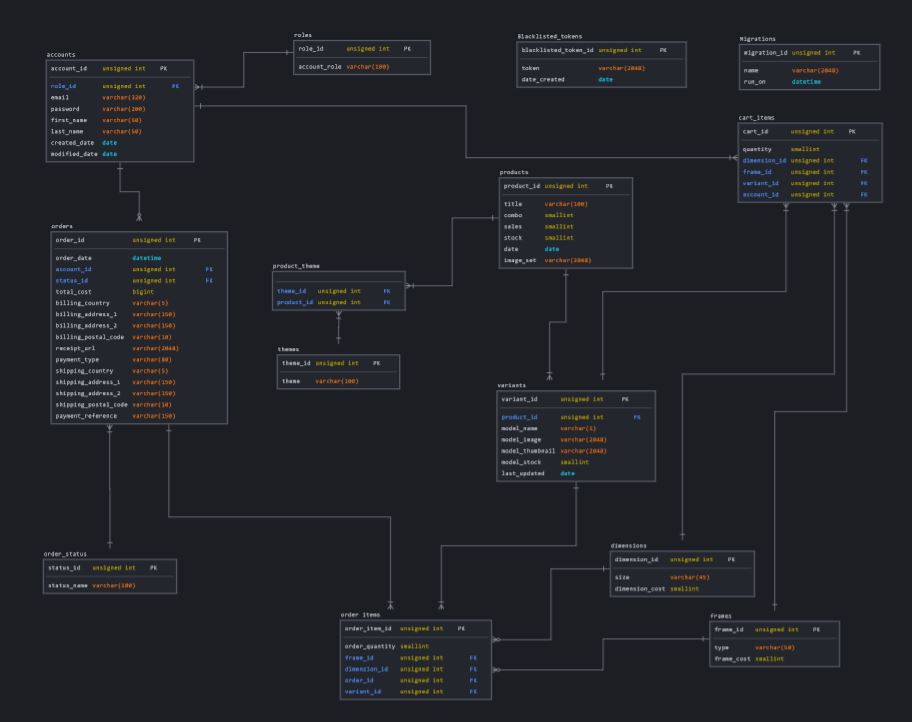 accounts
account_id unsigned int PK
role_id unsigned int FK
email varchar(320)
password varchar(200)
first_name varchar(50)
last_name varchar(50)
created_date date
modified_date date
roles
role_id unsigned int PK
account_role varchar(100)
Blacklisted_tokens
blacklisted_token_id unsigned int PK
token varchar(2048)
date_created date
Migrations
migration_id unsigned int PK
name varchar(2048)
run_on datetime
cart_items
cart_id unsigned int PK
quantity smallint
dimension_id unsigned int FK
frame_id unsigned int FK
variant_id unsigned int FK
account_id unsigned int FK
products
product_id unsigned int PK
title varchar(100)
combo smallint
sales smallint
stock smallint
date date
image_set varchar(2048)
orders
order_id unsigned int PK
order_date datetime
account_id unsigned int FK
status_id unsigned int FK
total_cost bigint
billing_country varchar(5)
billing_address_1 varchar(150)
billing_address_2 varchar(150)
billing_postal_code varchar(10)
receipt_url varchar(2048)
payment_type varchar(80)
shipping_country varchar(5)
shipping_address_1 varchar(150)
shipping_address_2 varchar(150)
shipping_postal_code varchar(10)
payment_reference varchar(150)
product_theme
theme_id unsigned int FK
product_id unsigned int FK
themes
theme_id unsigned int PK
theme varchar(100)
variants
variant_id unsigned int PK
product_id unsigned int FK
model_name varchar(5)
model_image varchar(2048)
model_thumbnail varchar(2048)
model_stock smallint
last_updated date
order_status
status_id unsigned int PK
status_name varchar(100)
dimensions
dimension_id unsigned int PK
size varchar(45)
dimension_cost smallint
order items
order_item_id unsigned int PK
order_quantity smallint
frame_id unsigned int FK
dimension_id unsigned int FK
order_id unsigned int FK
variant_id unsigned int FK
frames
frame_id unsigned int PK
type varchar(50)
frame_cost smallint